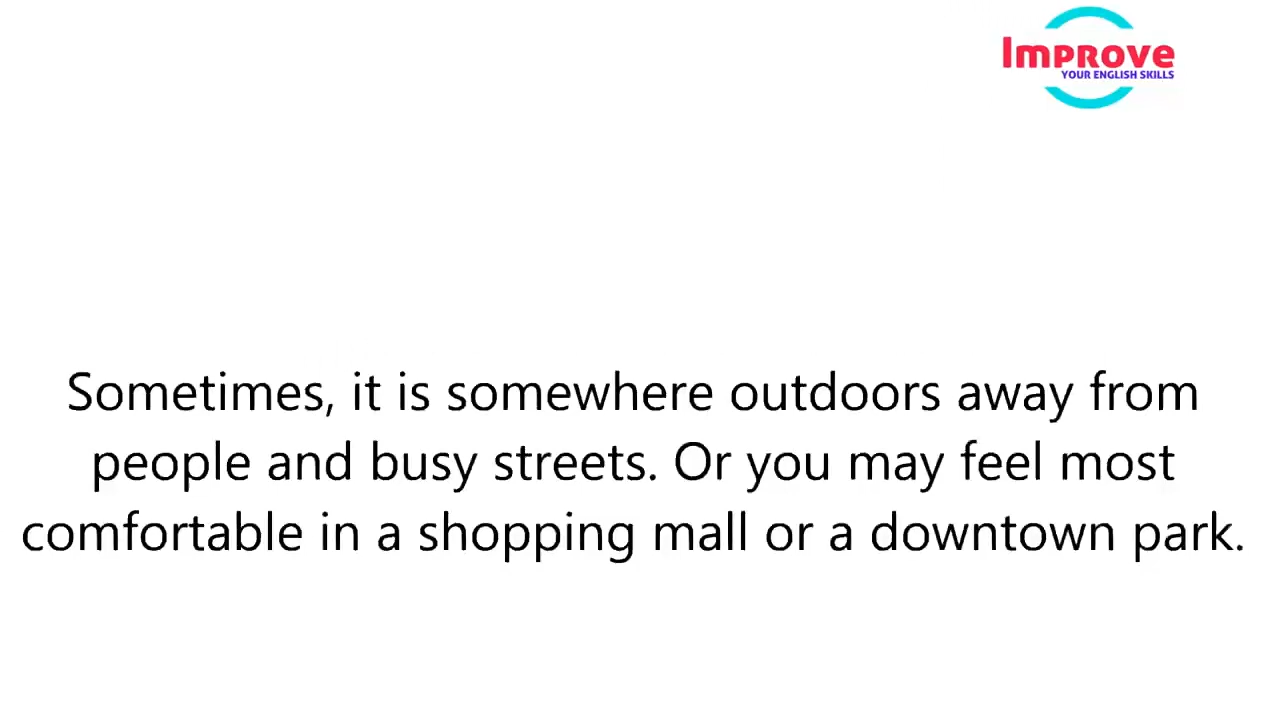 Improve
YOUR ENGLISH SKILLS
Sometimes, it is somewhere outdoors away from
people and busy streets. Or you may feel most
comfortable in a shopping mall or a downtown park.